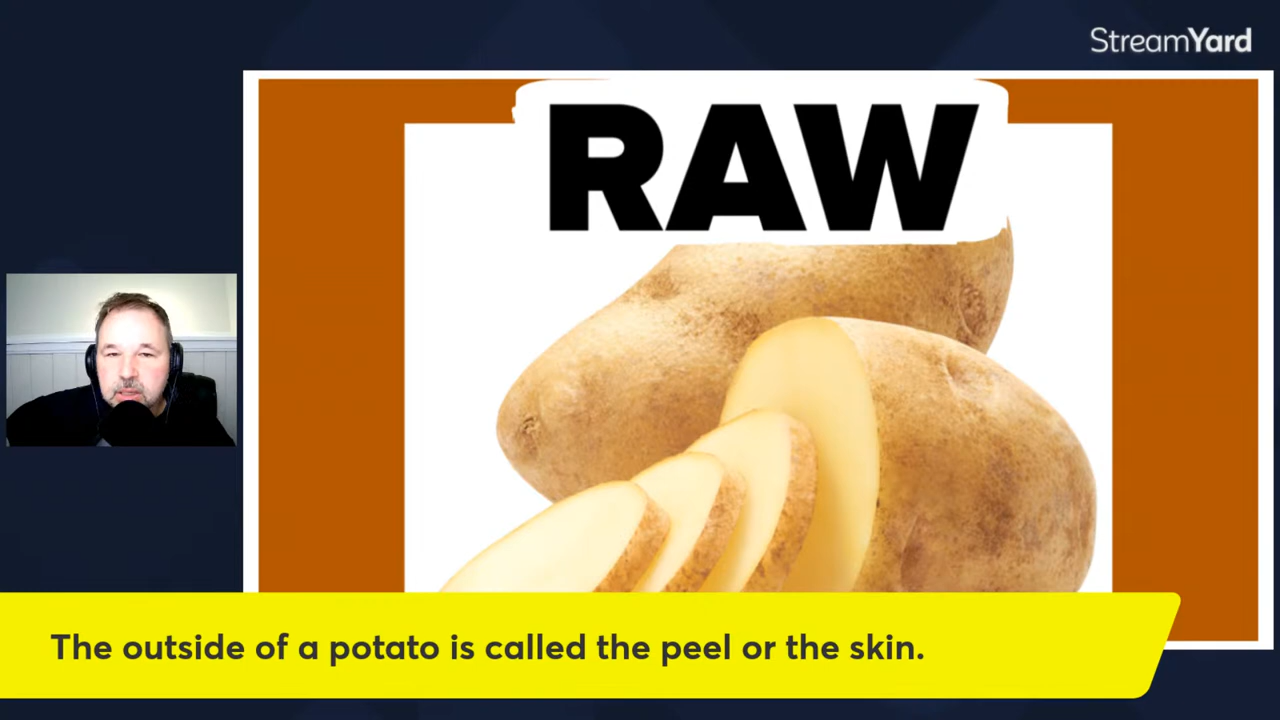 StreamYard
RAW
The outside of a potato is called the peel or the skin.